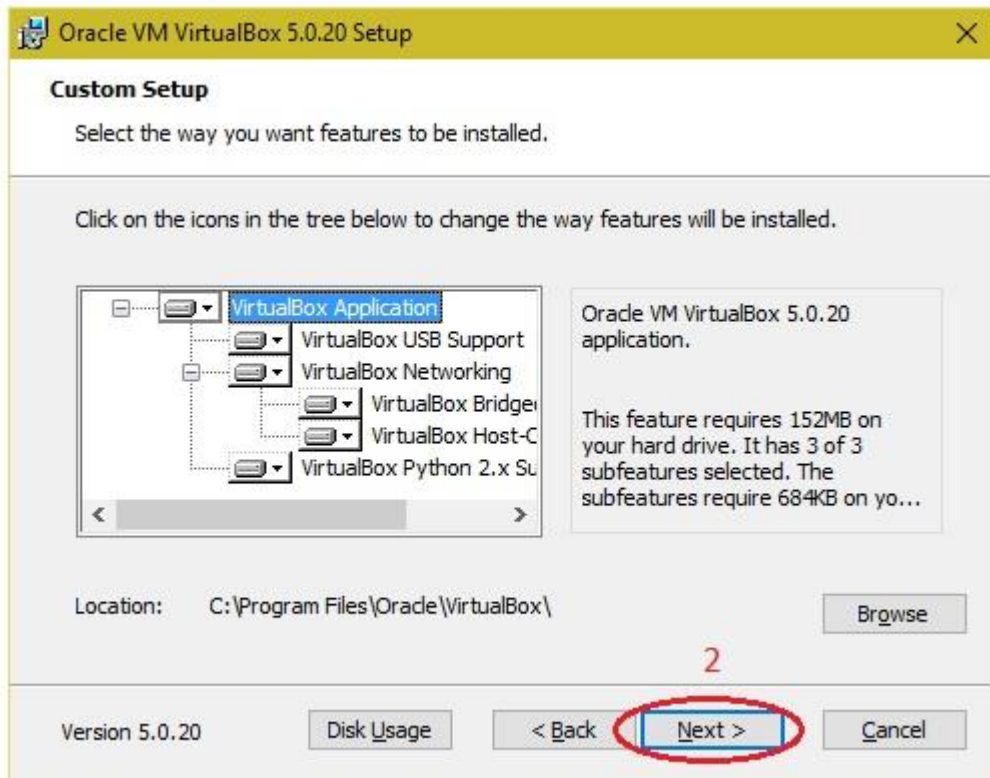 Oracle VM VirtualBox 5.0.20 Setup
Custom Setup
Select the way you want features to be installed.
Click on the icons in the tree below to change the way features will be installed.
VirtualBox Application
VirtualBox USB Support
VirtualBox Networking
VirtualBox Bridge
VirtualBox Host-C
VirtualBox Python 2.x Su
Oracle VM VirtualBox 5.0.20
application.
This feature requires 152MB on
your hard drive. It has 3 of 3
subfeatures selected. The
subfeatures require 684KB on yo...
Location: C:\Program Files\Oracle\VirtualBox\
Browse
2
Version 5.0.20 Disk Usage < Back Next > Cancel